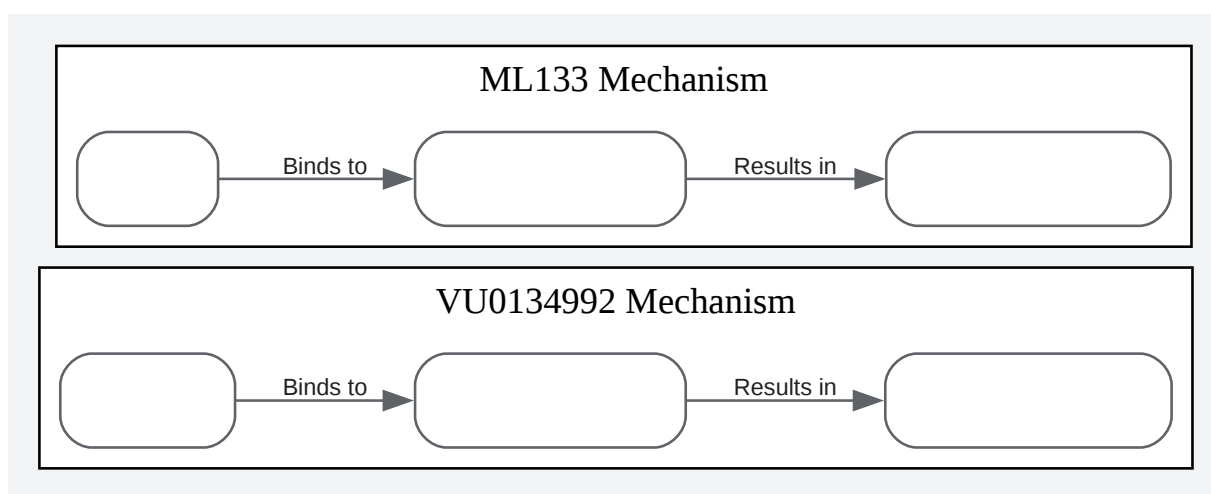 ML133 Mechanism
Binds to
Results in
VU0134992 Mechanism
Binds to
Results in